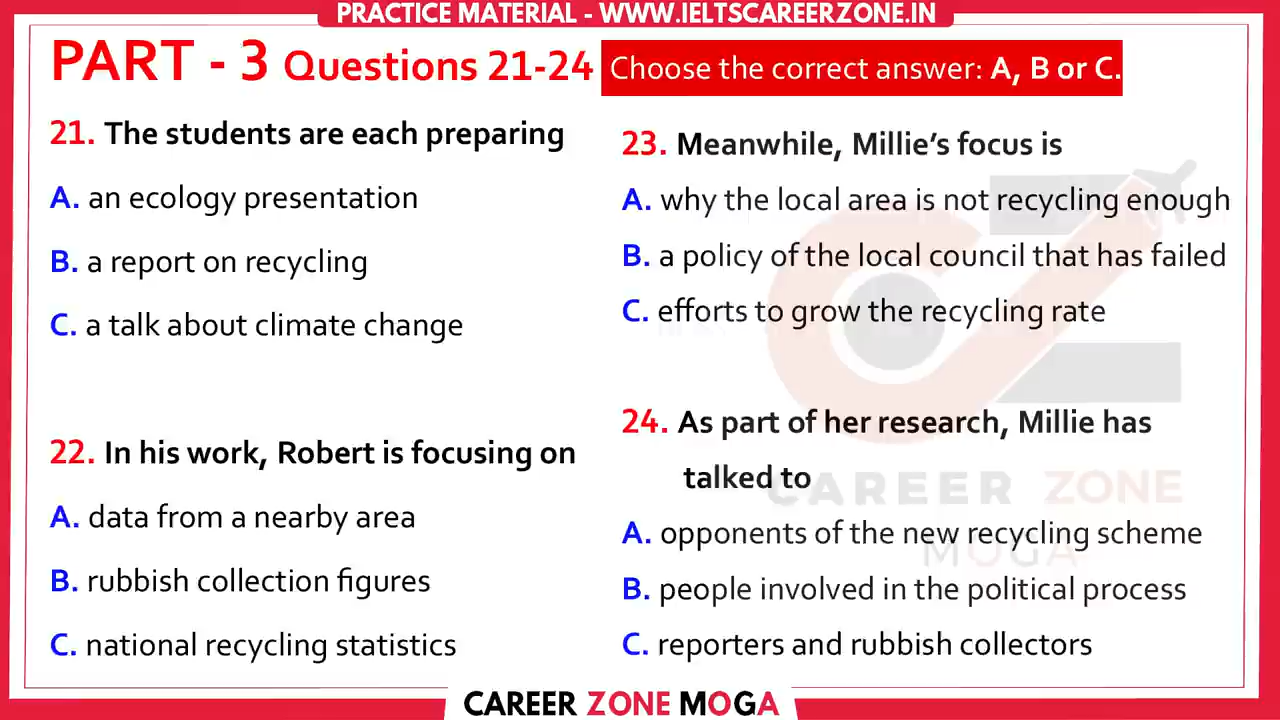 PRACTICE MATERIAL - WWW.IELTSCAREERZONE.IN
PART - 3 Questions 21-24 Choose the correct answer: A, B or C.
21. The students are each preparing
A. an ecology presentation
B. a report on recycling
C. a talk about climate change
22. In his work, Robert is focusing on
A. data from a nearby area
B. rubbish collection figures
C. national recycling statistics
23. Meanwhile, Millie’s focus is
A. why the local area is not recycling enough
B. a policy of the local council that has failed
C. efforts to grow the recycling rate
24. As part of her research, Millie has
talked to
A. opponents of the new recycling scheme
B. people involved in the political process
C. reporters and rubbish collectors
CAREER ZONE
MOGA
CAREER ZONE MOGA